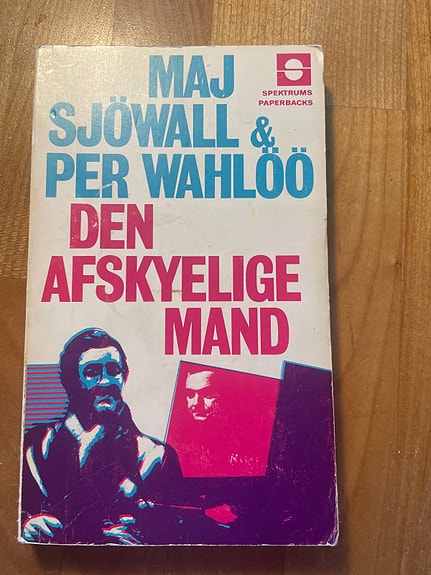 MAJ
SJÖWALL &
PER WAHLÖÖ
DEN
AFSKYELIGE
MAND
SPEKTRUMS
PAPERBACKS